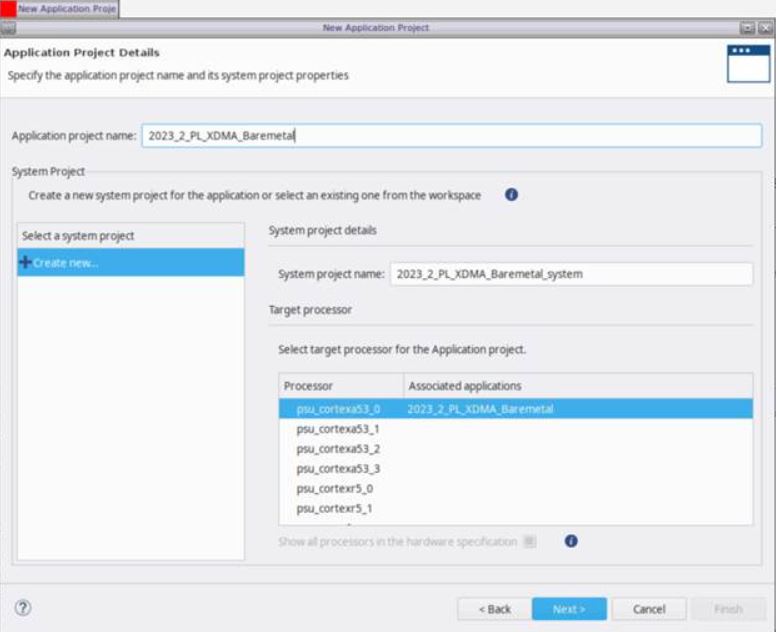 New Application Proje
New Application Project
Application Project Details
Specify the application project name and its system project properties
Application project name: 2023_2_PL_XDMA_Baremetal
System Project
Create a new system project for the application or select an existing one from the workspace
Select a system project
Create new...
System project details
System project name: 2023_2_PL_XDMA_Baremetal_system
Target processor
Select target processor for the Application project.
Processor Associated applications
psu_cortexa53_0 2023_2_PL_XDMA_Baremetal
psu_cortexa53_1
psu_cortexa53_2
psu_cortexa53_3
psu_cortexr5_0
psu_cortexr5_1
Show all processors in the hardware specification
< Back Next > Cancel Finish